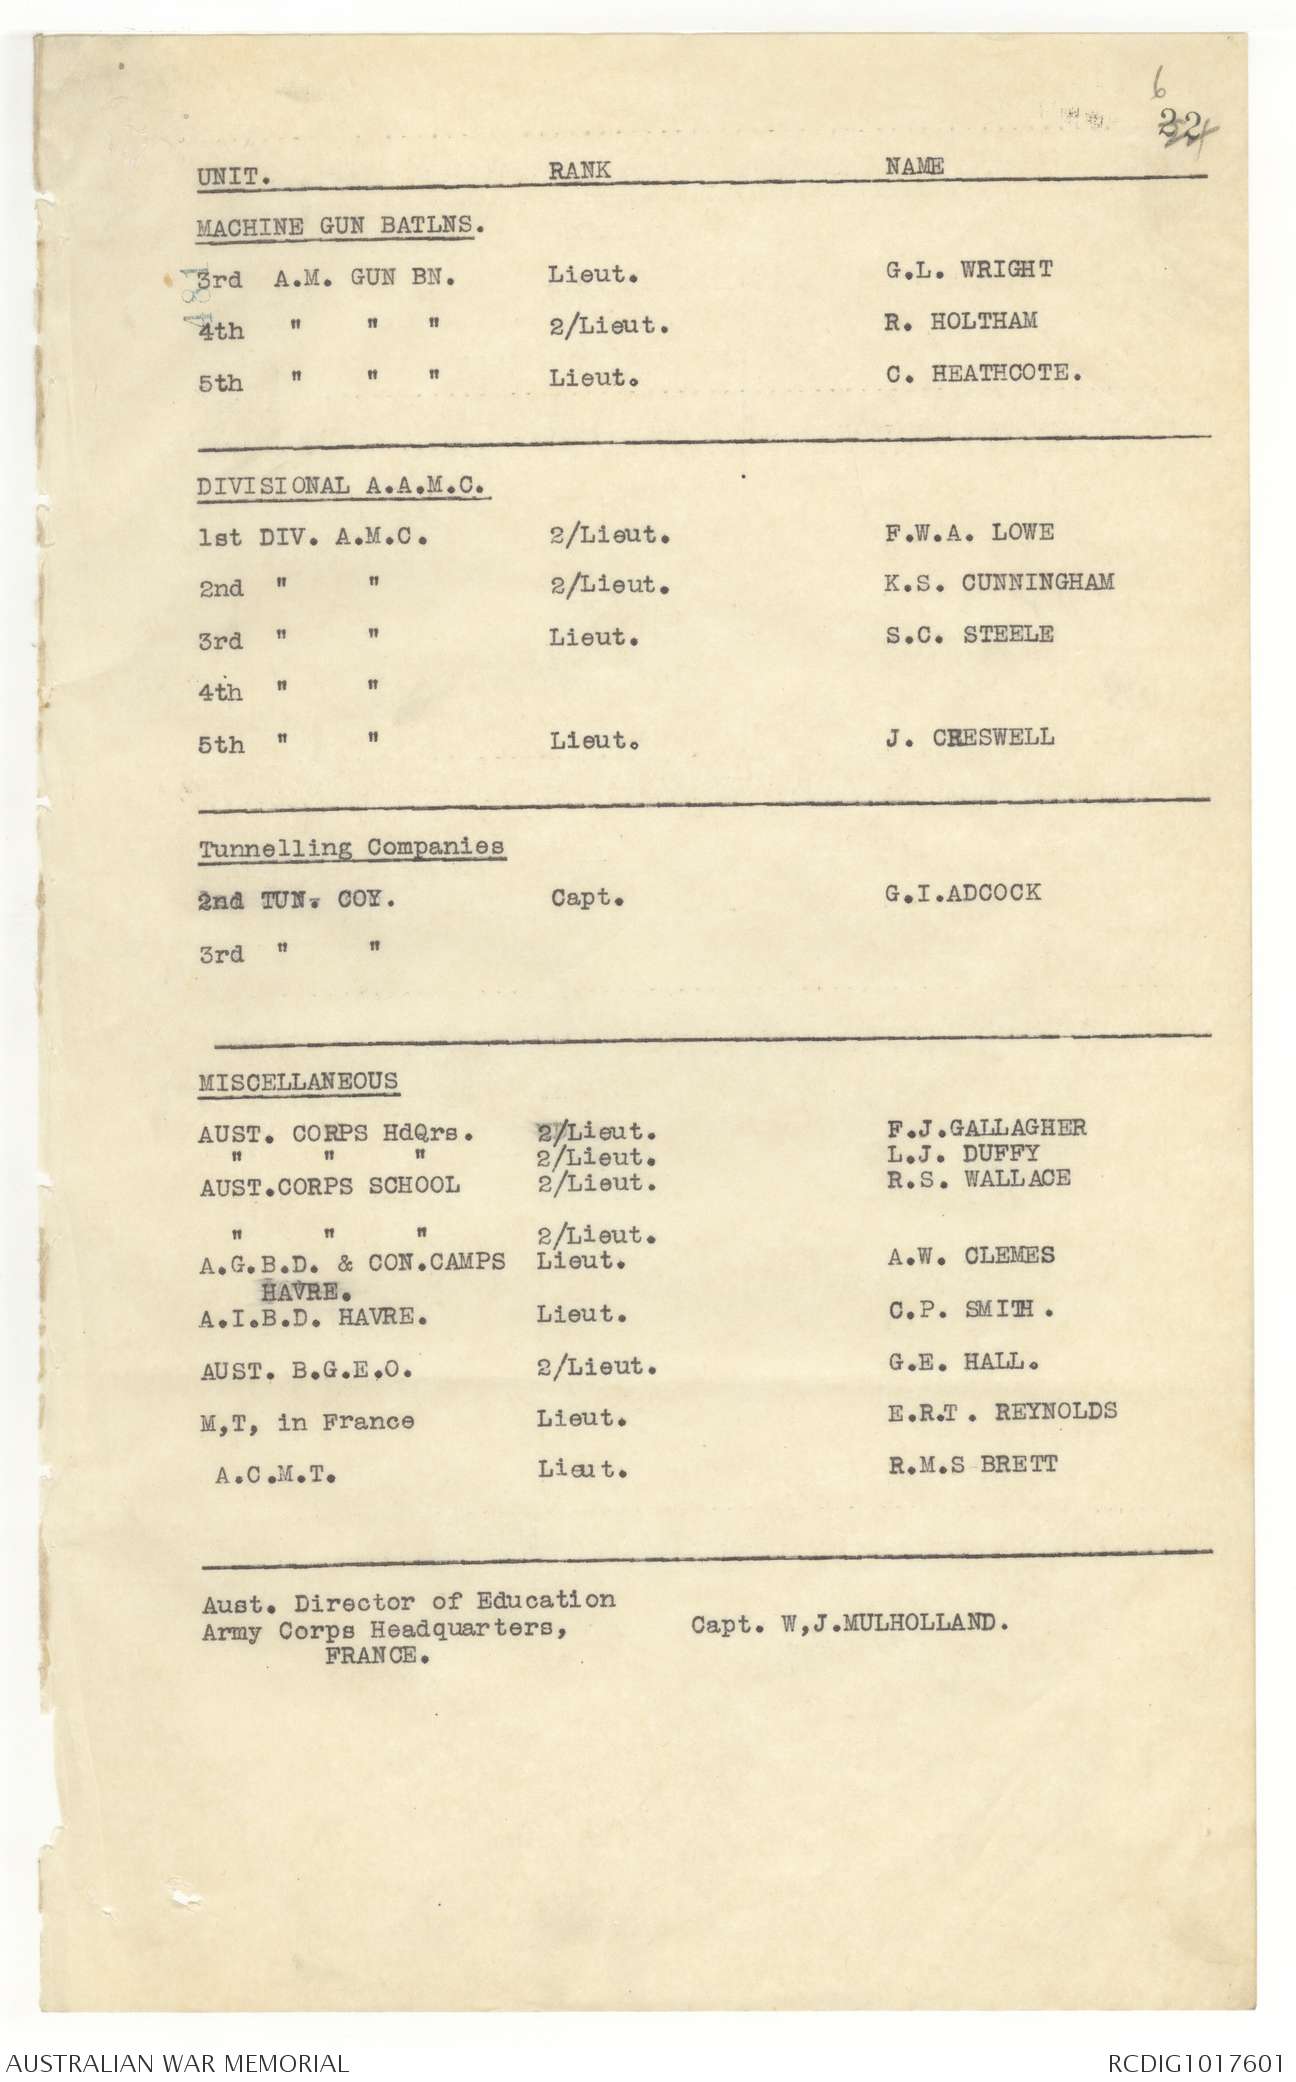 6
22
UNIT. RANK NAME
MACHINE GUN BATLNS.
3rd A.M. GUN BN. Lieut. G.L. WRIGHT
4th " " " 2/Lieut. R. HOLTHAM
5th " " " Lieut. C. HEATHCOTE.
DIVISIONAL A.A.M.C.
1st DIV. A.M.C. 2/Lieut. F.W.A. LOWE
2nd " " 2/Lieut. K.S. CUNNINGHAM
3rd " " Lieut. S.C. STEELE
4th " "
5th " " Lieut. J. CRESWELL
Tunnelling Companies
2nd TUN. COY. Capt. G.I.ADCOCK
3rd " "
MISCELLANEOUS
AUST. CORPS HdQrs. 2/Lieut. F.J.GALLAGHER
" " " 2/Lieut. L.J. DUFFY
AUST.CORPS SCHOOL 2/Lieut. R.S. WALLACE
" " " 2/Lieut.
A.G.B.D. & CON.CAMPS Lieut. A.W. CLEMES
HAVRE.
A.I.B.D. HAVRE. Lieut. C.P. SMITH .
AUST. B.G.E.O. 2/Lieut. G.E. HALL.
M,T, in France Lieut. E.R.T . REYNOLDS
A.C.M.T. Lieut. R.M.S BRETT
Aust. Director of Education
Army Corps Headquarters, Capt. W,J.MULHOLLAND.
FRANCE.
AUSTRALIAN WAR MEMORIAL RCDIG1017601